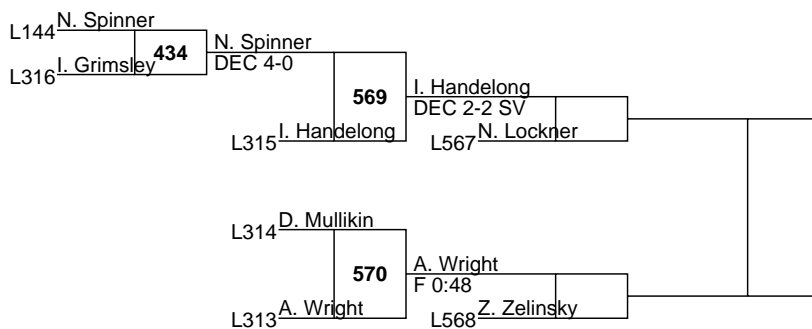 L144 N. Spinner
434
N. Spinner
DEC 4-0
L316 I. Grimsley
569
I. Handelong
DEC 2-2 SV
L315 I. Handelong
L567 N. Lockner
L314 D. Mullikin
570
A. Wright
F 0:48
L313 A. Wright
L568 Z. Zelinsky